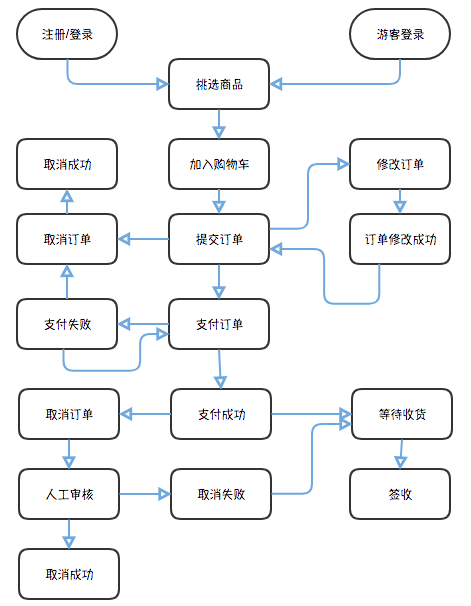 注册/登录
游客登录
挑选商品
取消成功
加入购物车
修改订单
取消订单
提交订单
订单修改成功
支付失败
支付订单
取消订单
支付成功
等待收货
人工审核
取消失败
签收
取消成功